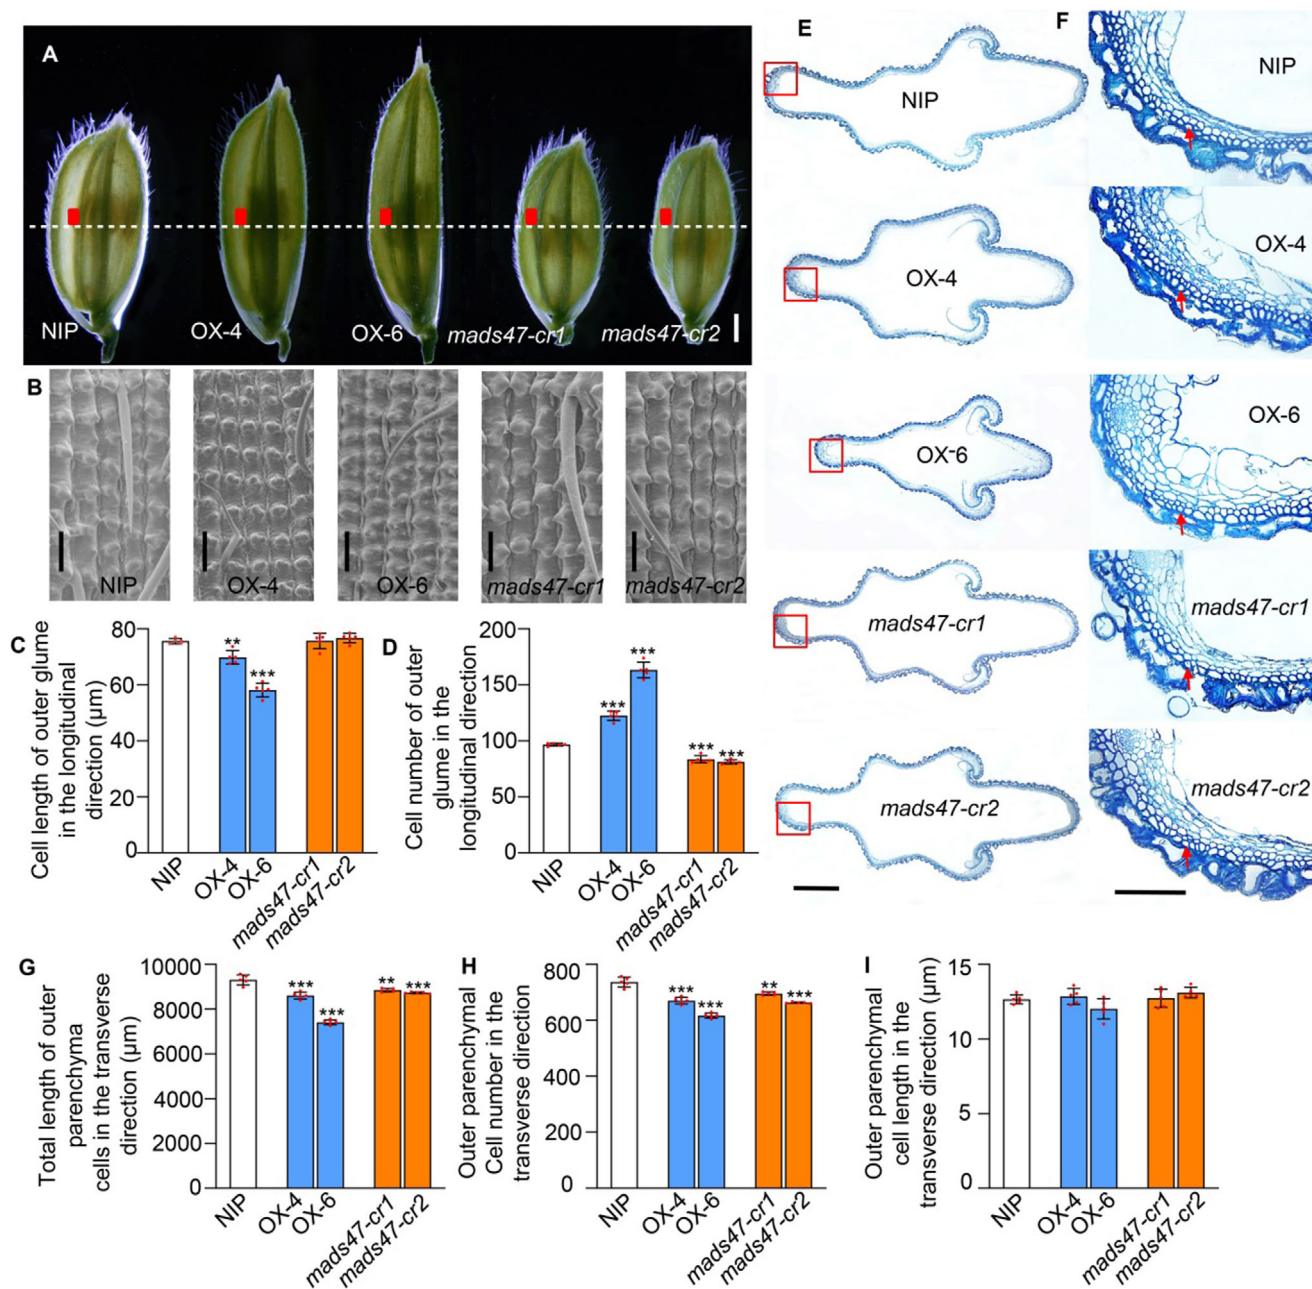 A
NIP
OX-4
OX-6
mads47-cr1
mads47-cr2
B
NIP
OX-4
OX-6
mads47-cr1
mads47-cr2
C
Cell length of outer glume
in the longitudinal
direction (μm)
80
60
40
20
0
**
***
NIP
OX-4
OX-6
mads47-cr1
mads47-cr2
D
Cell number of outer
glume in the
longitudinal direction
200
150
100
50
0
***
***
***
***
NIP
OX-4
OX-6
mads47-cr1
mads47-cr2
E
NIP
OX-4
OX-6
mads47-cr1
mads47-cr2
F
NIP
OX-4
OX-6
mads47-cr1
mads47-cr2
G
Total length of outer
parenchyma
cells in the transverse
direction (μm)
10000
8000
6000
4000
2000
0
***
***
**
***
NIP
OX-4
OX-6
mads47-cr1
mads47-cr2
H
Outer parenchymal
Cell number in the
transverse direction
800
600
400
200
0
***
***
**
***
NIP
OX-4
OX-6
mads47-cr1
mads47-cr2
I
Outer parenchymal
cell length in the
transverse direction (μm)
15
10
5
0
NIP
OX-4
OX-6
mads47-cr1
mads47-cr2